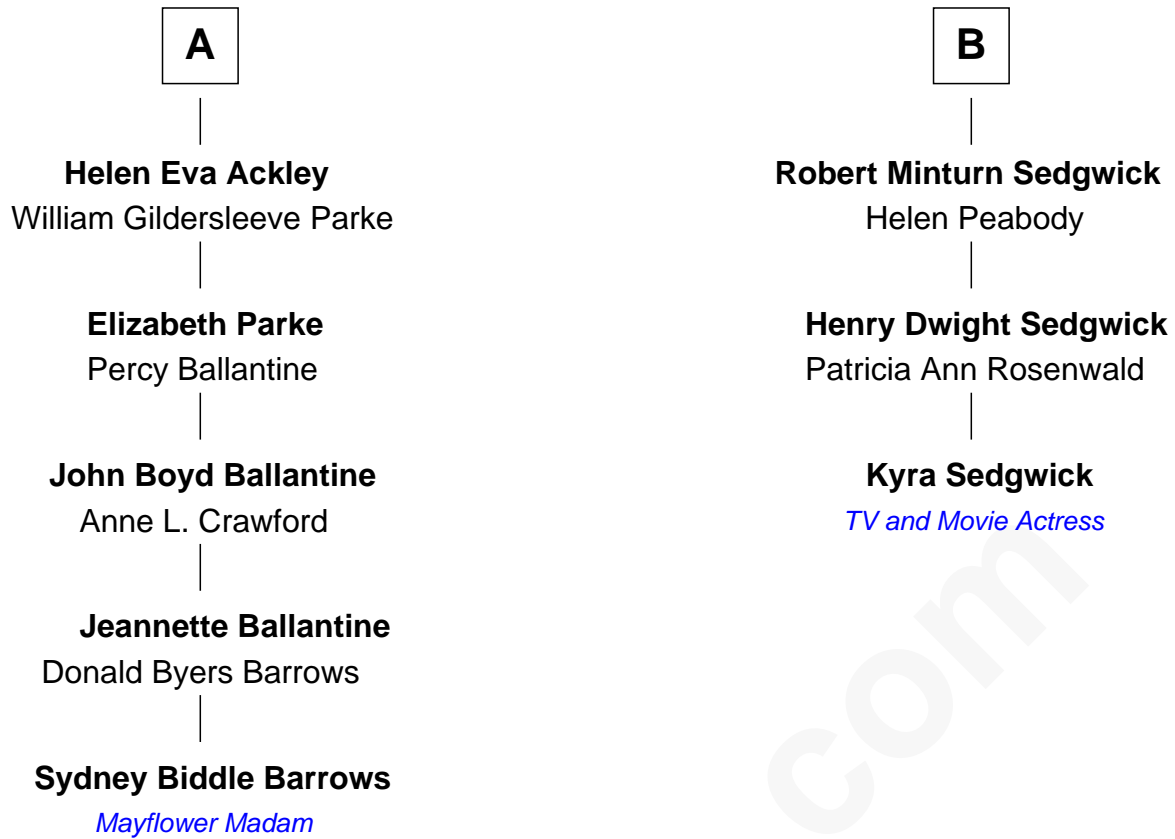 A
Helen Eva Ackley
William Gildersleeve Parke
Elizabeth Parke
Percy Ballantine
John Boyd Ballantine
Anne L. Crawford
Jeannette Ballantine
Donald Byers Barrows
Sydney Biddle Barrows
Mayflower Madam
B
Robert Minturn Sedgwick
Helen Peabody
Henry Dwight Sedgwick
Patricia Ann Rosenwald
Kyra Sedgwick
TV and Movie Actress
com